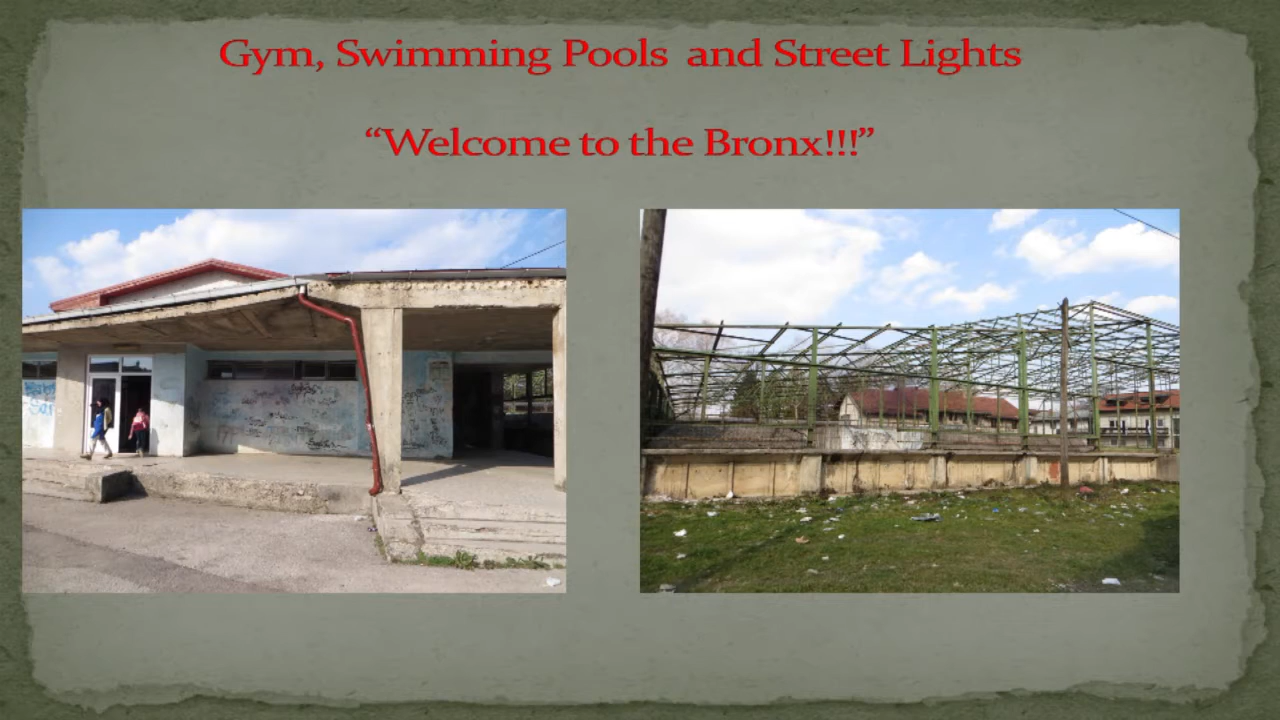 Gym, Swimming Pools and Street Lights
“Welcome to the Bronx!!!”